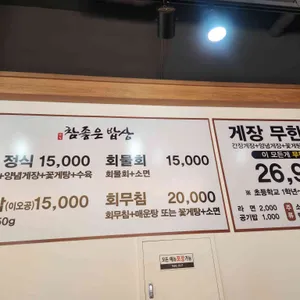 참좋은 밥상
정식 15,000
+양념게장+꽃게탕+수육
(이오공) 15,000
50g
회물회 15,000
회물회+소면
회무침 20,000
회무침+매운탕 또는 꽃게탕+소면
게장 무한
간장게장+양념게장+꽃게
이 모든게 무
26,9
※ 초등학교 1학년~
라 면 2,000
공기밥 1,000